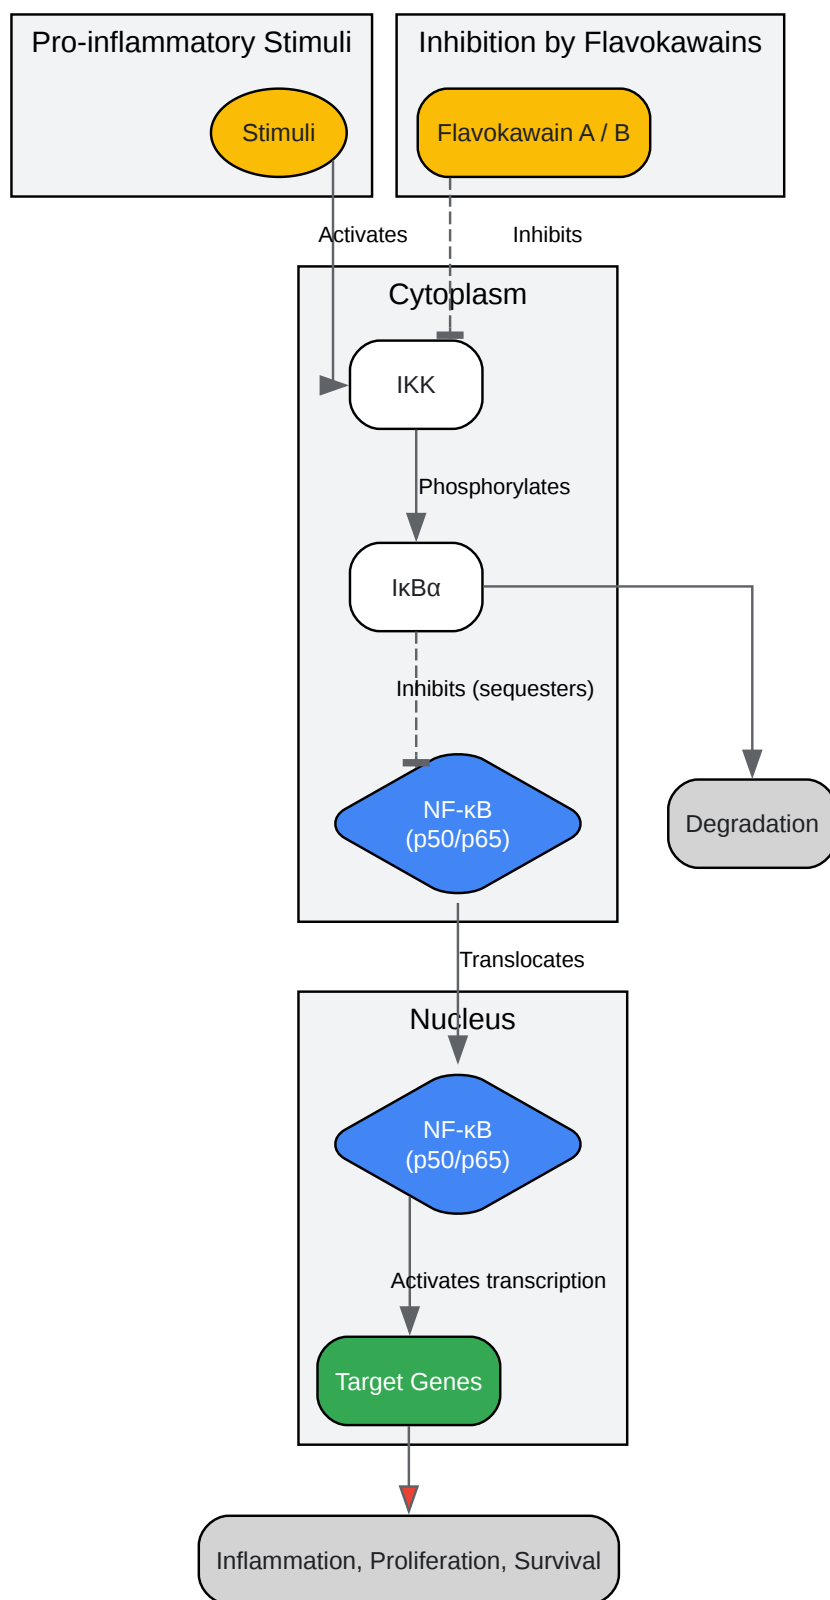 Pro-inflammatory Stimuli
Inhibition by Flavokawains
Stimuli
Flavokawain A / B
Activates
Inhibits
Cytoplasm
IKK
Phosphorylates
IκBα
Inhibits (sequesters)
NF-κB
(p50/p65)
Degradation
Translocates
Nucleus
NF-κB
(p50/p65)
Activates transcription
Target Genes
Inflammation, Proliferation, Survival